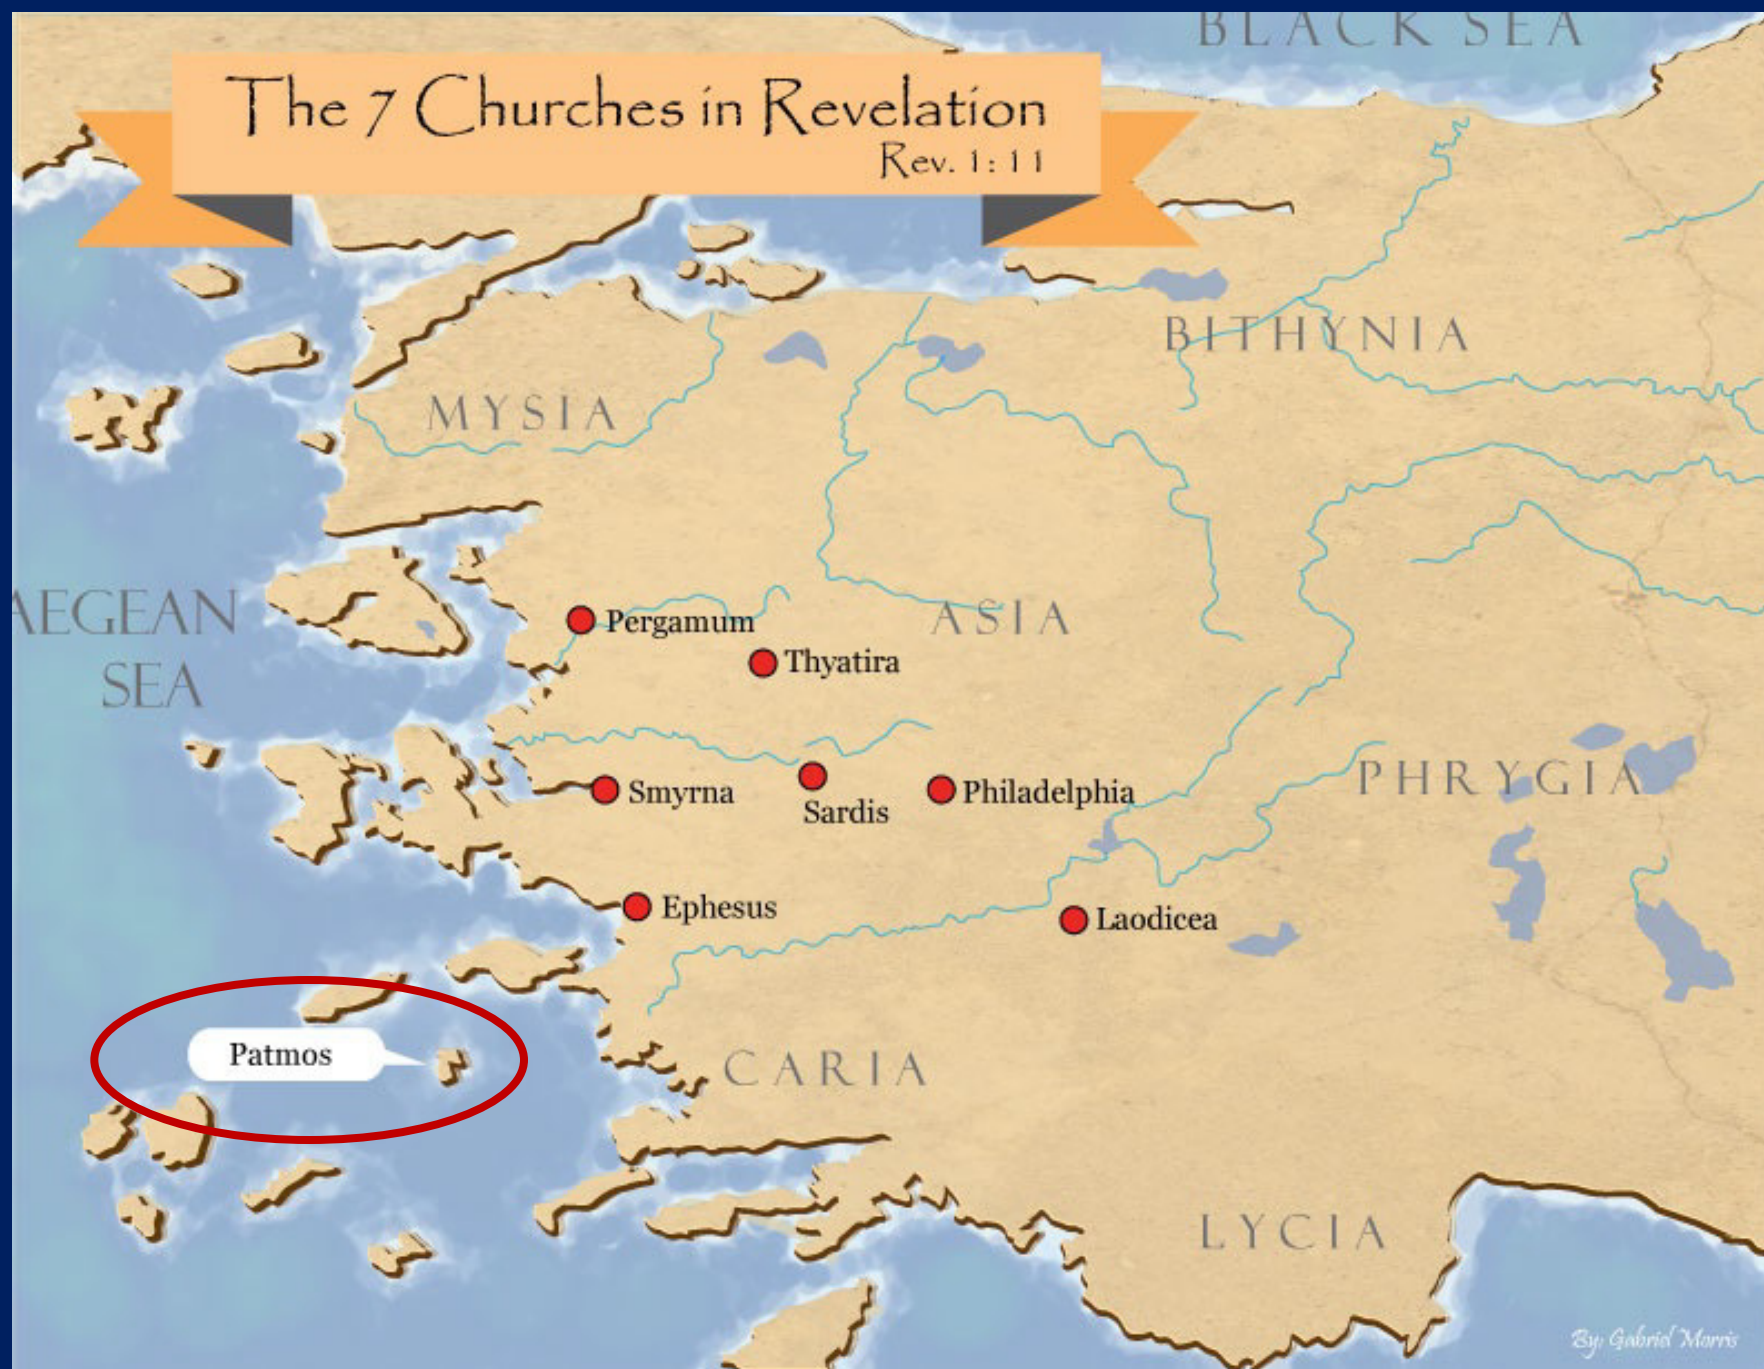 BLACK SEA
The 7 Churches in Revelation
Rev. 1:11
BITHYNIA
MYSIA
AEGEAN
SEA
Pergamum
ASIA
Thyatira
PHRYGIA
Smyrna
Sardis
Philadelphia
Ephesus
Laodicea
Patmos
CARIA
LYCIA
By: Gabriel Morris